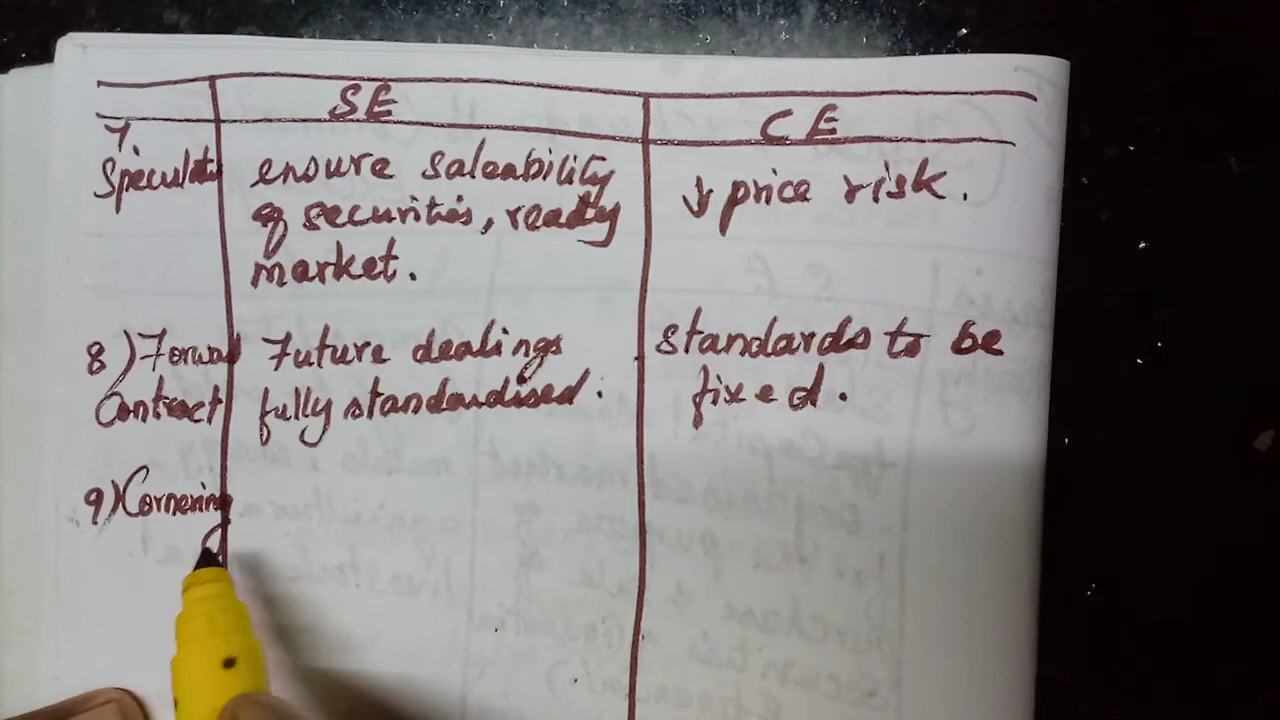 SE
CE
7.
Speculator
ensure saleability
of securities, ready
market.
↓ price risk.
8) Forward
Contract
Future dealings
fully standardised.
standards to be
fixed.
9) Cornering